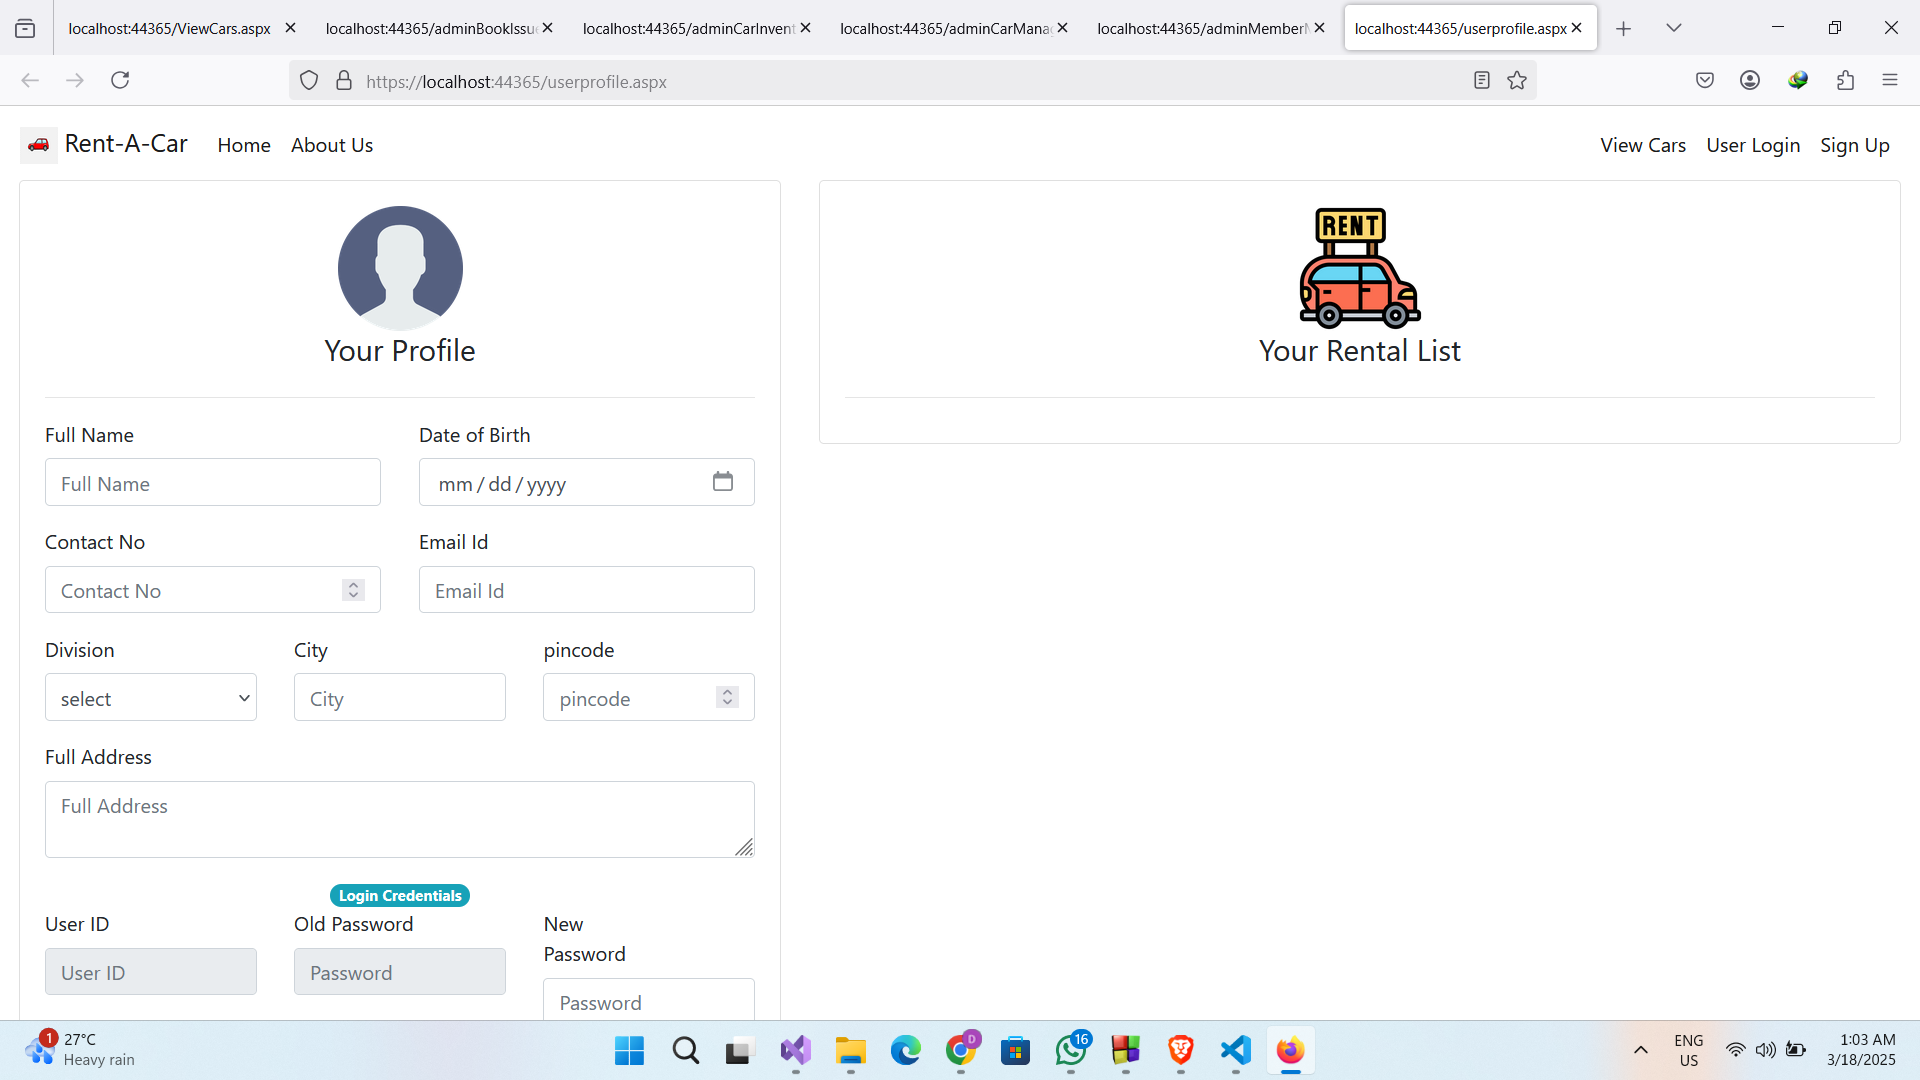 localhost:44365/ViewCars.aspx
localhost:44365/adminBookIssu
localhost:44365/adminCarInvent
localhost:44365/adminCarMana
localhost:44365/adminMember
localhost:44365/userprofile.aspx
https://localhost:44365/userprofile.aspx
Rent-A-Car Home About Us View Cars User Login Sign Up
RENT
Your Profile
Your Rental List
Full Name Date of Birth
Full Name mm/dd/yyyy
Contact No Email Id
Contact No Email Id
Division City pincode
select City pincode
Full Address
Full Address
Login Credentials
User ID Old Password New Password
User ID Password Password
1
27°C
Heavy rain
D
16
ENG
US
1:03 AM
3/18/2025